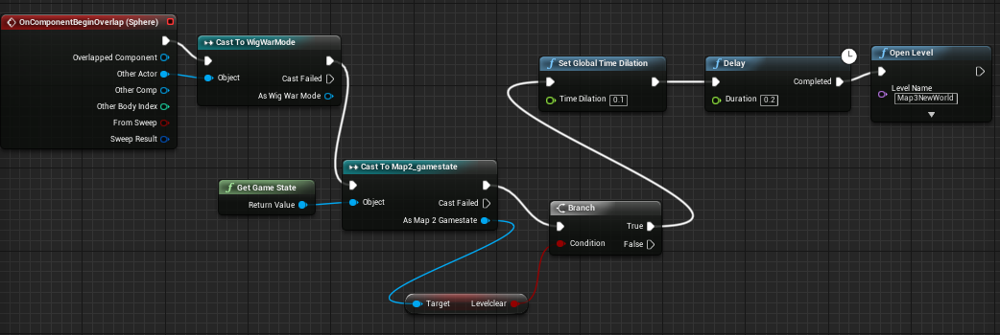 OnComponentBeginOverlap (Sphere)
Overlapped Component
Other Actor
Other Comp
Other Body Index
From Sweep
Sweep Result
Cast To WigWarMode
Object
Cast Failed
As Wig War Mode
Get Game State
Return Value
Cast To Map2_gamestate
Object
Cast Failed
As Map 2 Gamestate
Target Levelclear
Branch
True
Condition
False
Set Global Time Dilation
Time Dilation 0.1
Delay
Completed
Duration 0.2
Open Level
Level Name
Map3NewWorld